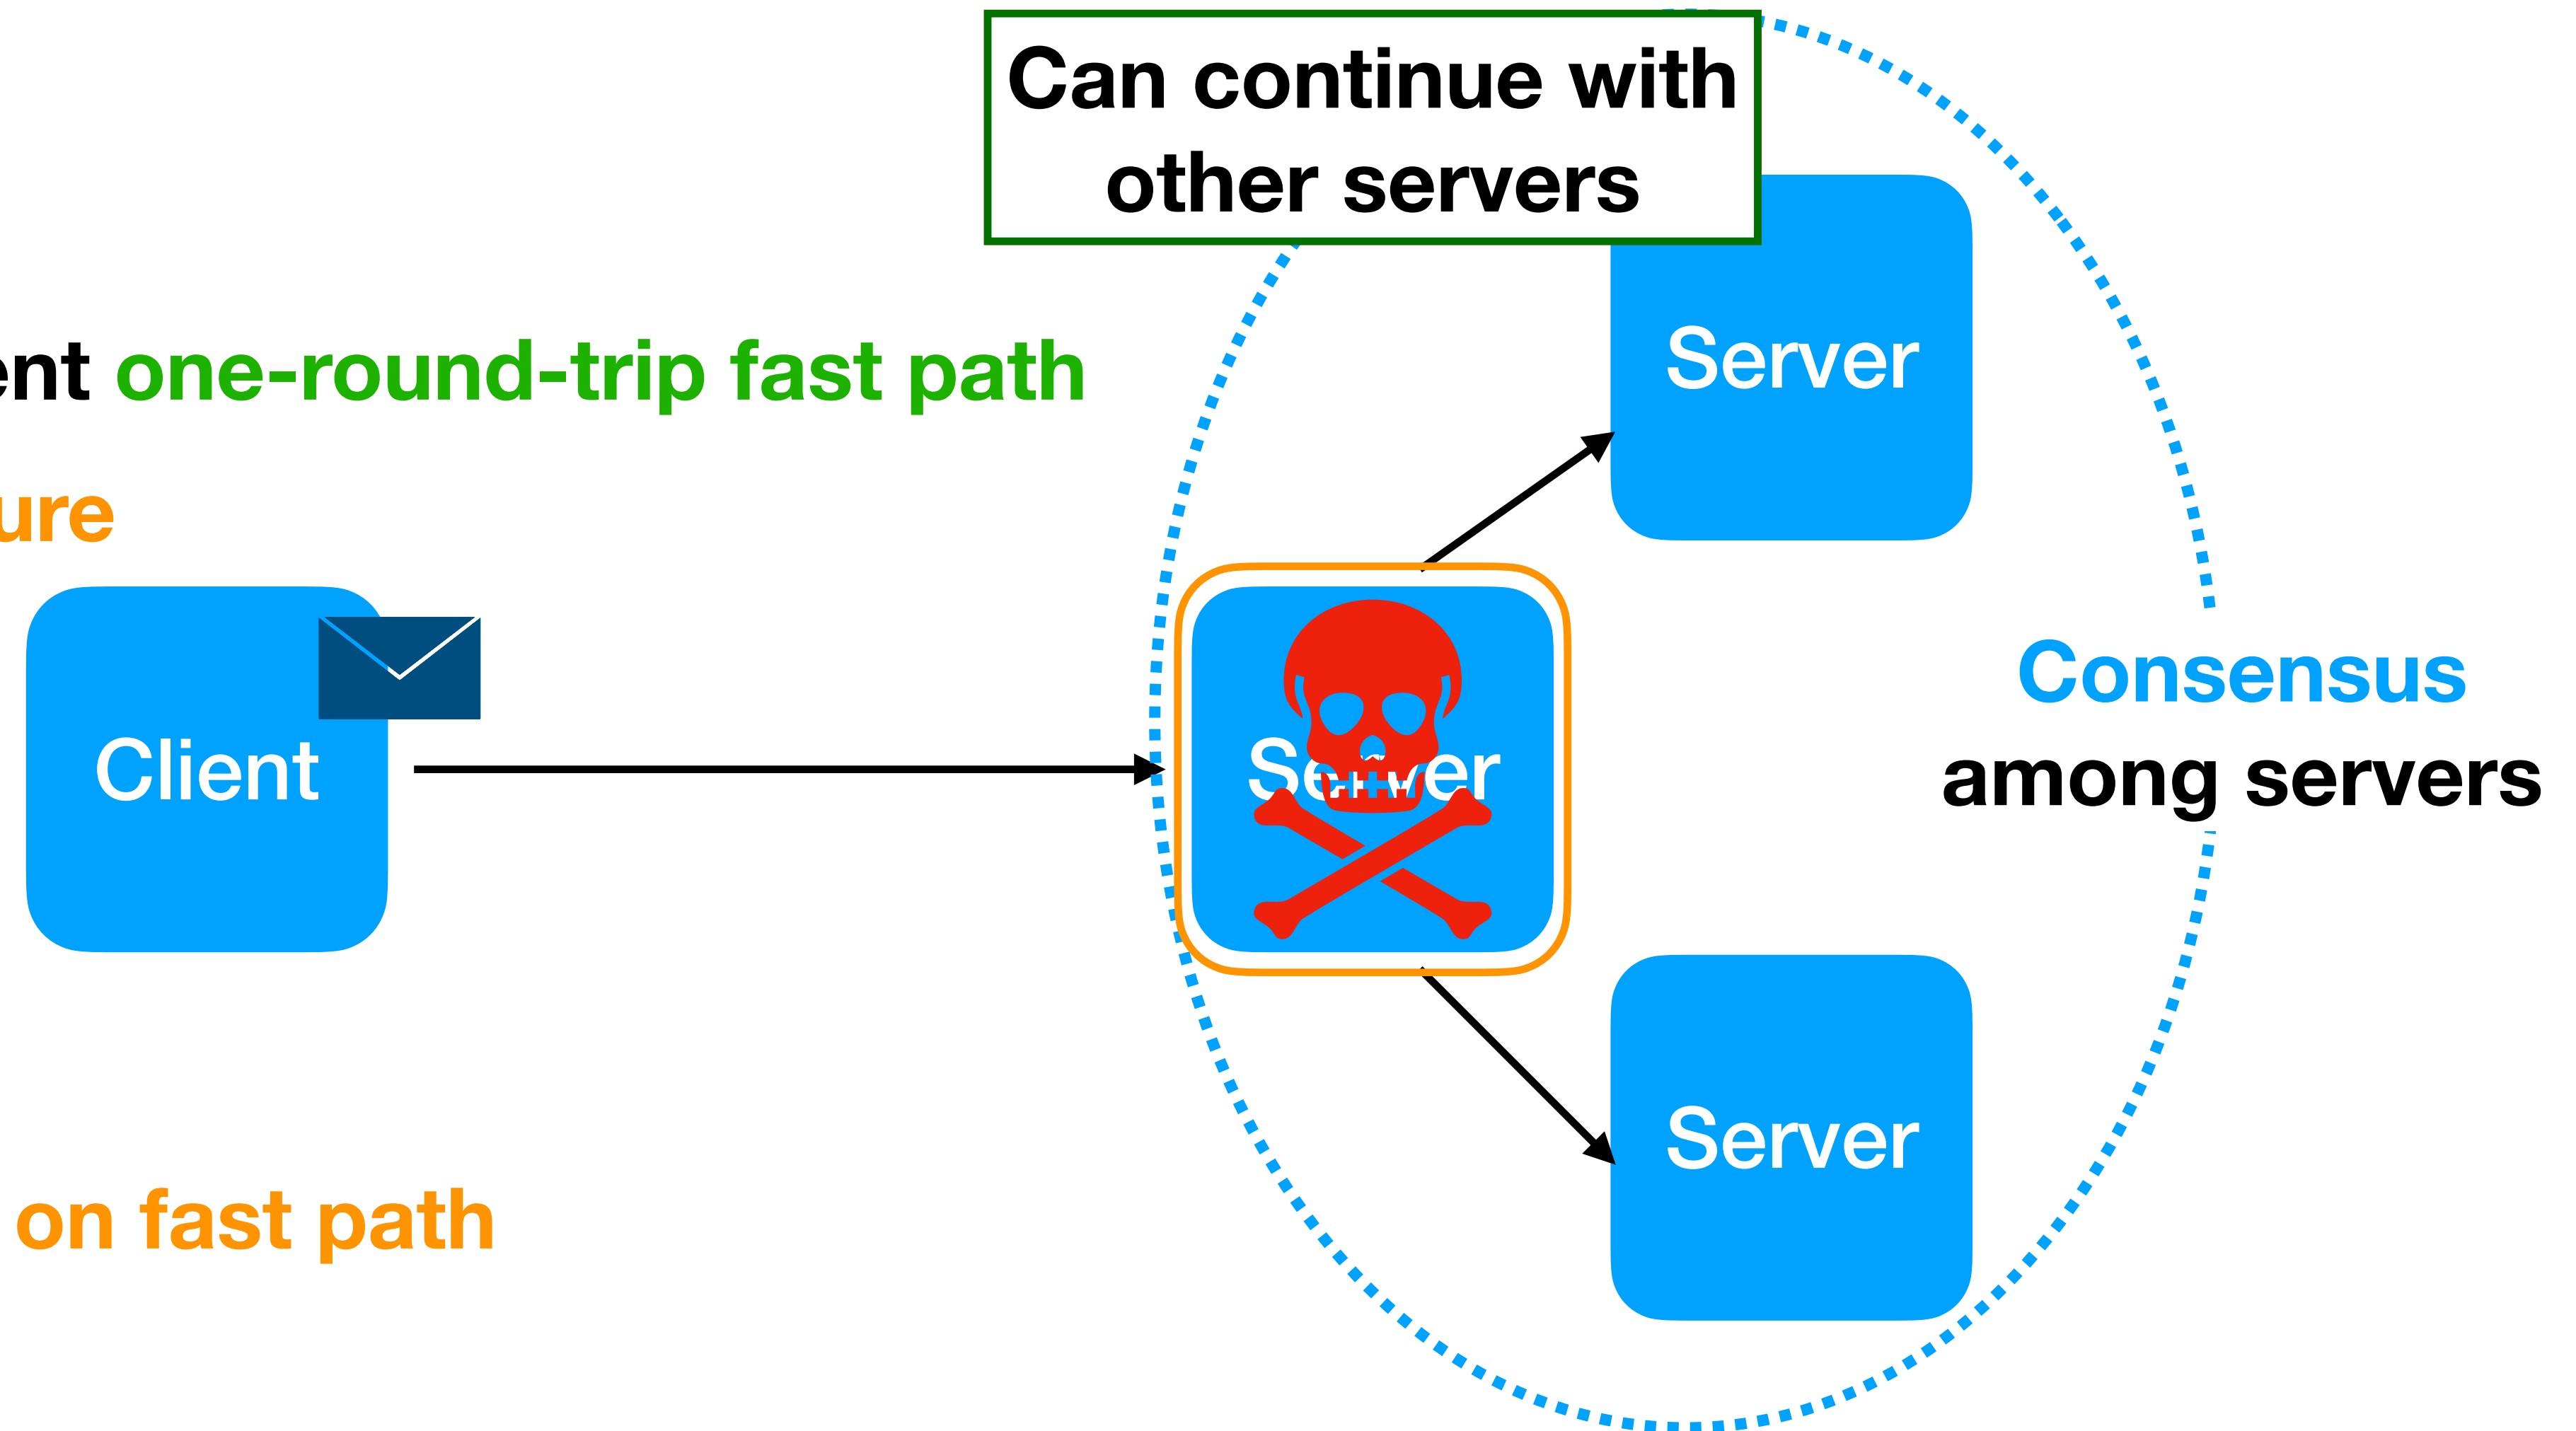 Can continue with
other servers
ent one-round-trip fast path
Server
ure
Consensus
among servers
Client
Server
Server
on fast path